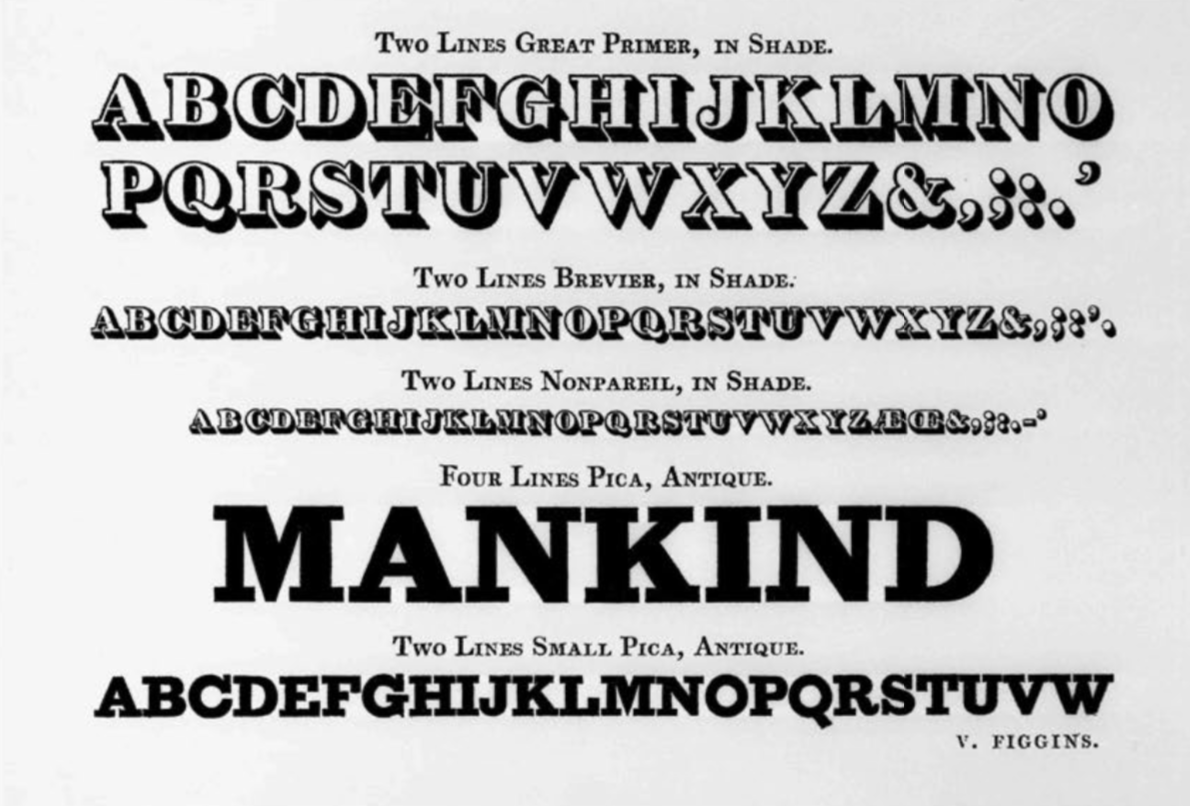 Two Lines Great Primer, in Shade.
ABCDEFGHIJKLMNO
PQRSTUVWXYZ&,;:.’
Two Lines Brevier, in Shade.
ABCDEFGHIJKLMNOPQRSTUVWXYZ&,;:’.
Two Lines Nonpareil, in Shade.
ABCDEFGHIJKLMNOPQRSTUVWXYZÆŒ&,;:.-’
Four Lines Pica, Antique.
MANKIND
Two Lines Small Pica, Antique.
ABCDEFGHIJKLMNOPQRSTUVW
V. FIGGINS.